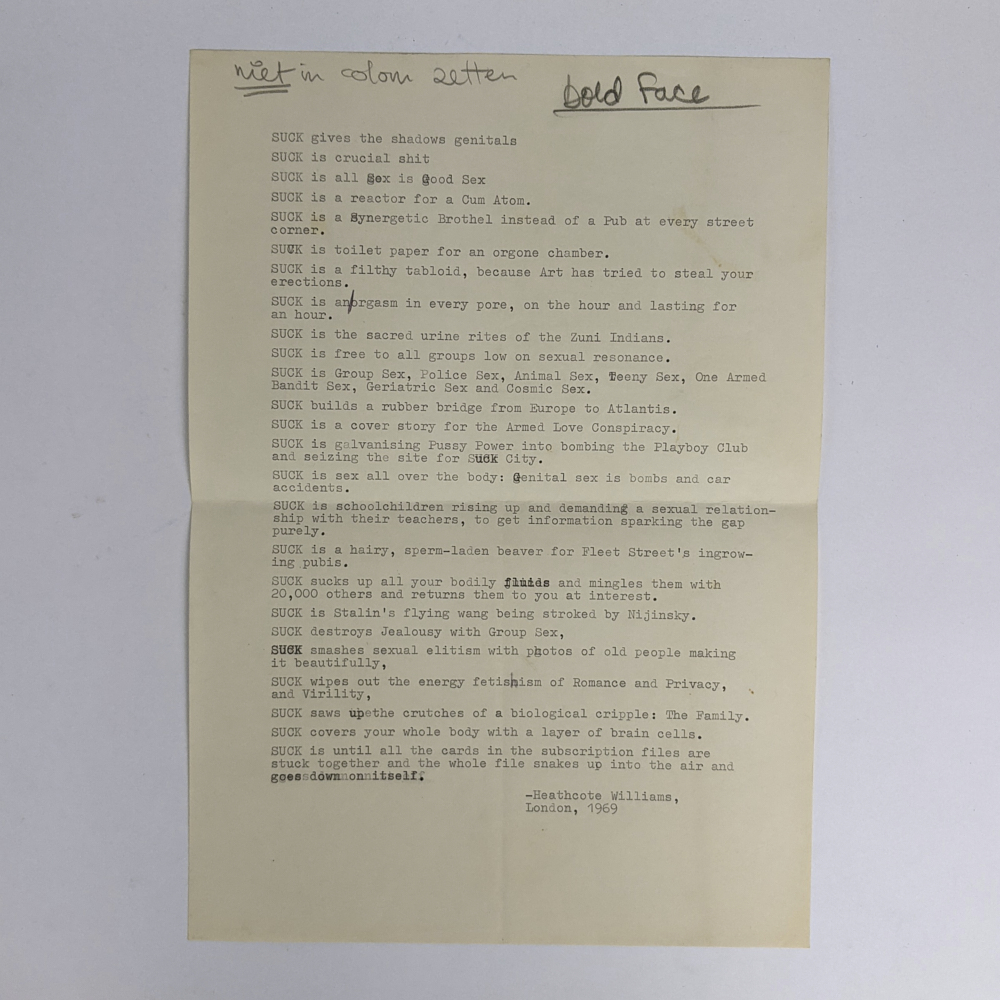 niet in colom zetten
bold face
SUCK gives the shadows genitals
SUCK is crucial shit
SUCK is all Sex is Good Sex
SUCK is a reactor for a Cum Atom.
SUCK is a Synergetic Brothel instead of a Pub at every street
corner.
SUCK is toilet paper for an orgone chamber.
SUCK is a filthy tabloid, because Art has tried to steal your
erections.
SUCK is an/orgasm in every pore, on the hour and lasting for
an hour.
SUCK is the sacred urine rites of the Zuni Indians.
SUCK is free to all groups low on sexual resonance.
SUCK is Group Sex, Police Sex, Animal Sex, Teeny Sex, One Armed
Bandit Sex, Geriatric Sex and Cosmic Sex.
SUCK builds a rubber bridge from Europe to Atlantis.
SUCK is a cover story for the Armed Love Conspiracy.
SUCK is galvanising Pussy Power into bombing the Playboy Club
and seizing the site for SUCK City.
SUCK is sex all over the body: Genital sex is bombs and car
accidents.
SUCK is schoolchildren rising up and demanding a sexual relation-
ship with their teachers, to get information sparking the gap
purely.
SUCK is a hairy, sperm-laden beaver for Fleet Street's ingrow-
ing pubis.
SUCK sucks up all your bodily fluids and mingles them with
20,000 others and returns them to you at interest.
SUCK is Stalin's flying wang being stroked by Nijinsky.
SUCK destroys Jealousy with Group Sex,
SUCK smashes sexual elitism with photos of old people making
it beautifully,
SUCK wipes out the energy fetishism of Romance and Privacy,
and Virility,
SUCK saws up the crutches of a biological cripple: The Family.
SUCK covers your whole body with a layer of brain cells.
SUCK is until all the cards in the subscription files are
stuck together and the whole file snakes up into the air and
goes down on itself.
-Heathcote Williams,
London, 1969